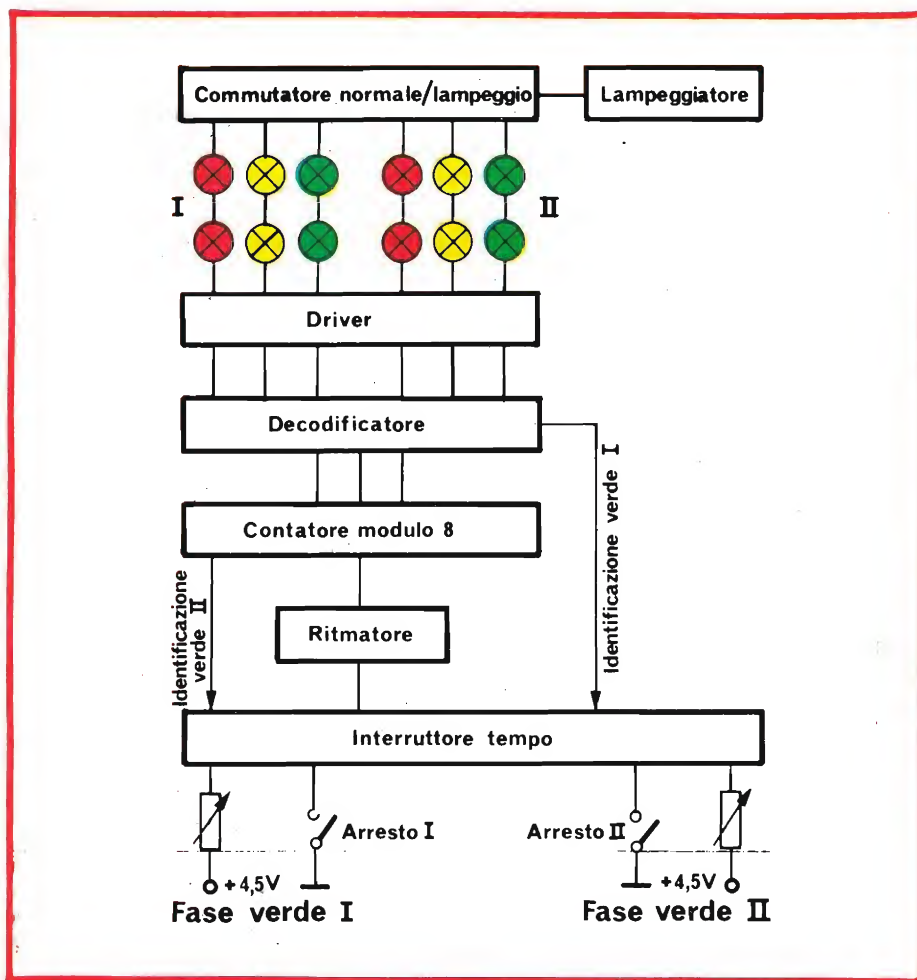 Commutatore normale/lampeggio
Lampeggiatore
I
II
Driver
Decodificatore
Contatore modulo 8
Identificazione
verde II
Identificazione verde I
Ritmatore
Interruttore tempo
Arresto I
Arresto II
+4,5V
+4,5V
Fase verde I
Fase verde II